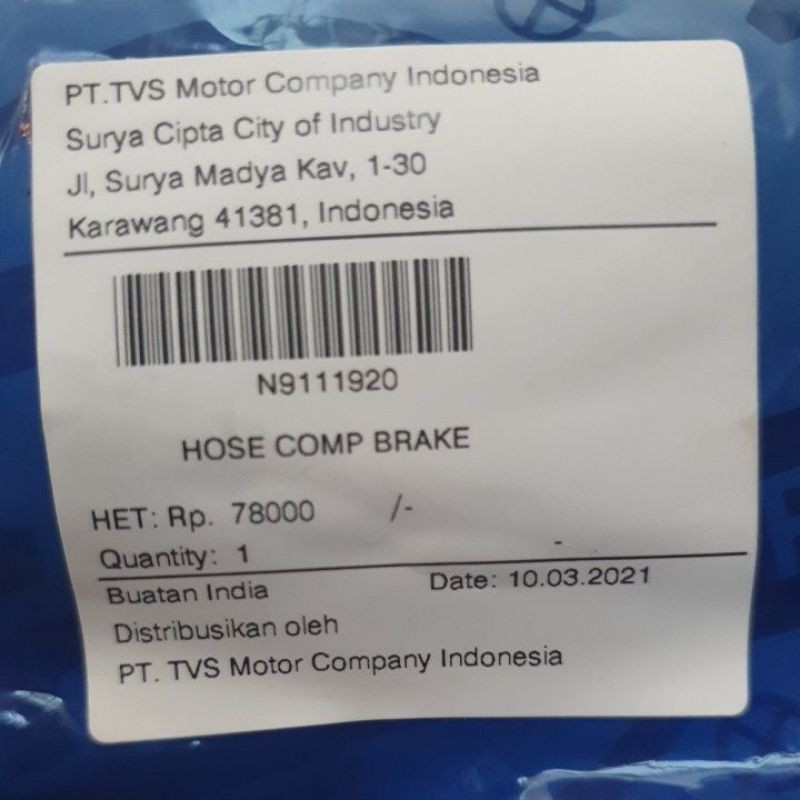 PT.TVS Motor Company Indonesia
Surya Cipta City of Industry
Jl, Surya Madya Kav, 1-30
Karawang 41381, Indonesia
N9111920
HOSE COMP BRAKE
HET: Rp. 78000 /-
Quantity: 1
Buatan India Date: 10.03.2021
Distribusikan oleh
PT. TVS Motor Company Indonesia